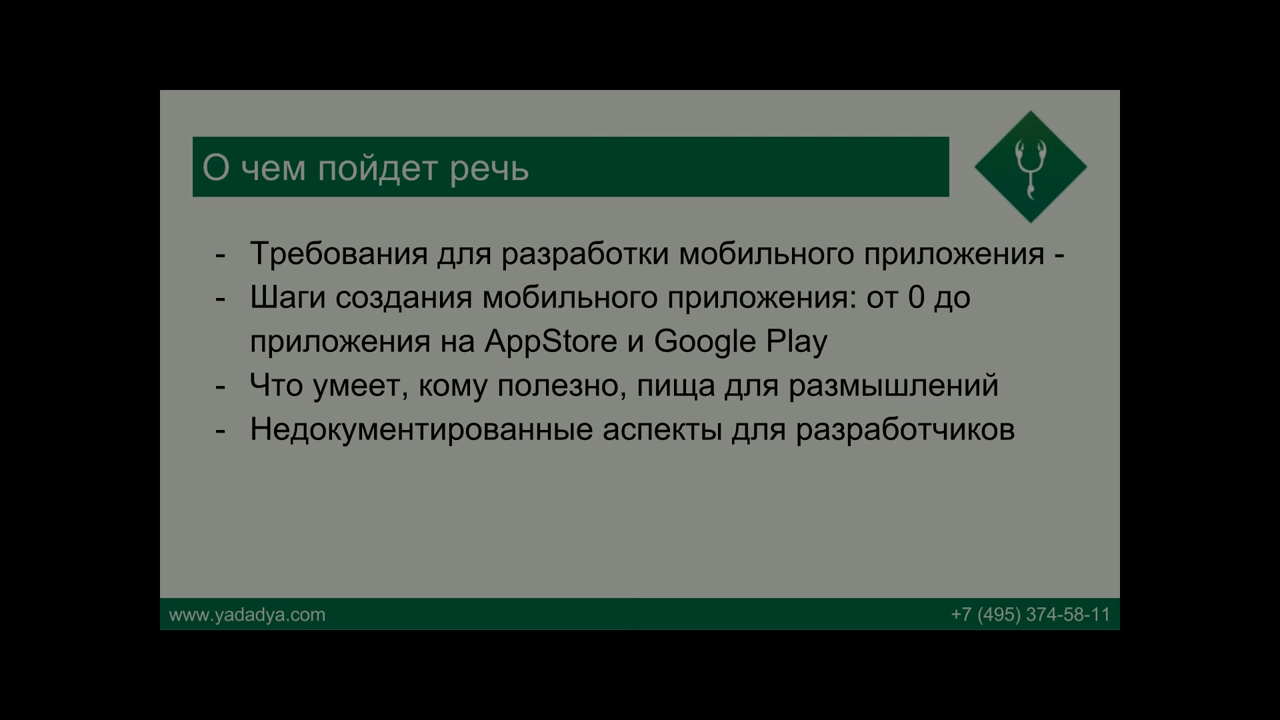 О чем пойдет речь
- Требования для разработки мобильного приложения -
- Шаги создания мобильного приложения: от 0 до
приложения на AppStore и Google Play
- Что умеет, кому полезно, пища для размышлений
- Недокументированные аспекты для разработчиков
www.yadadya.com
+7 (495) 374-58-11